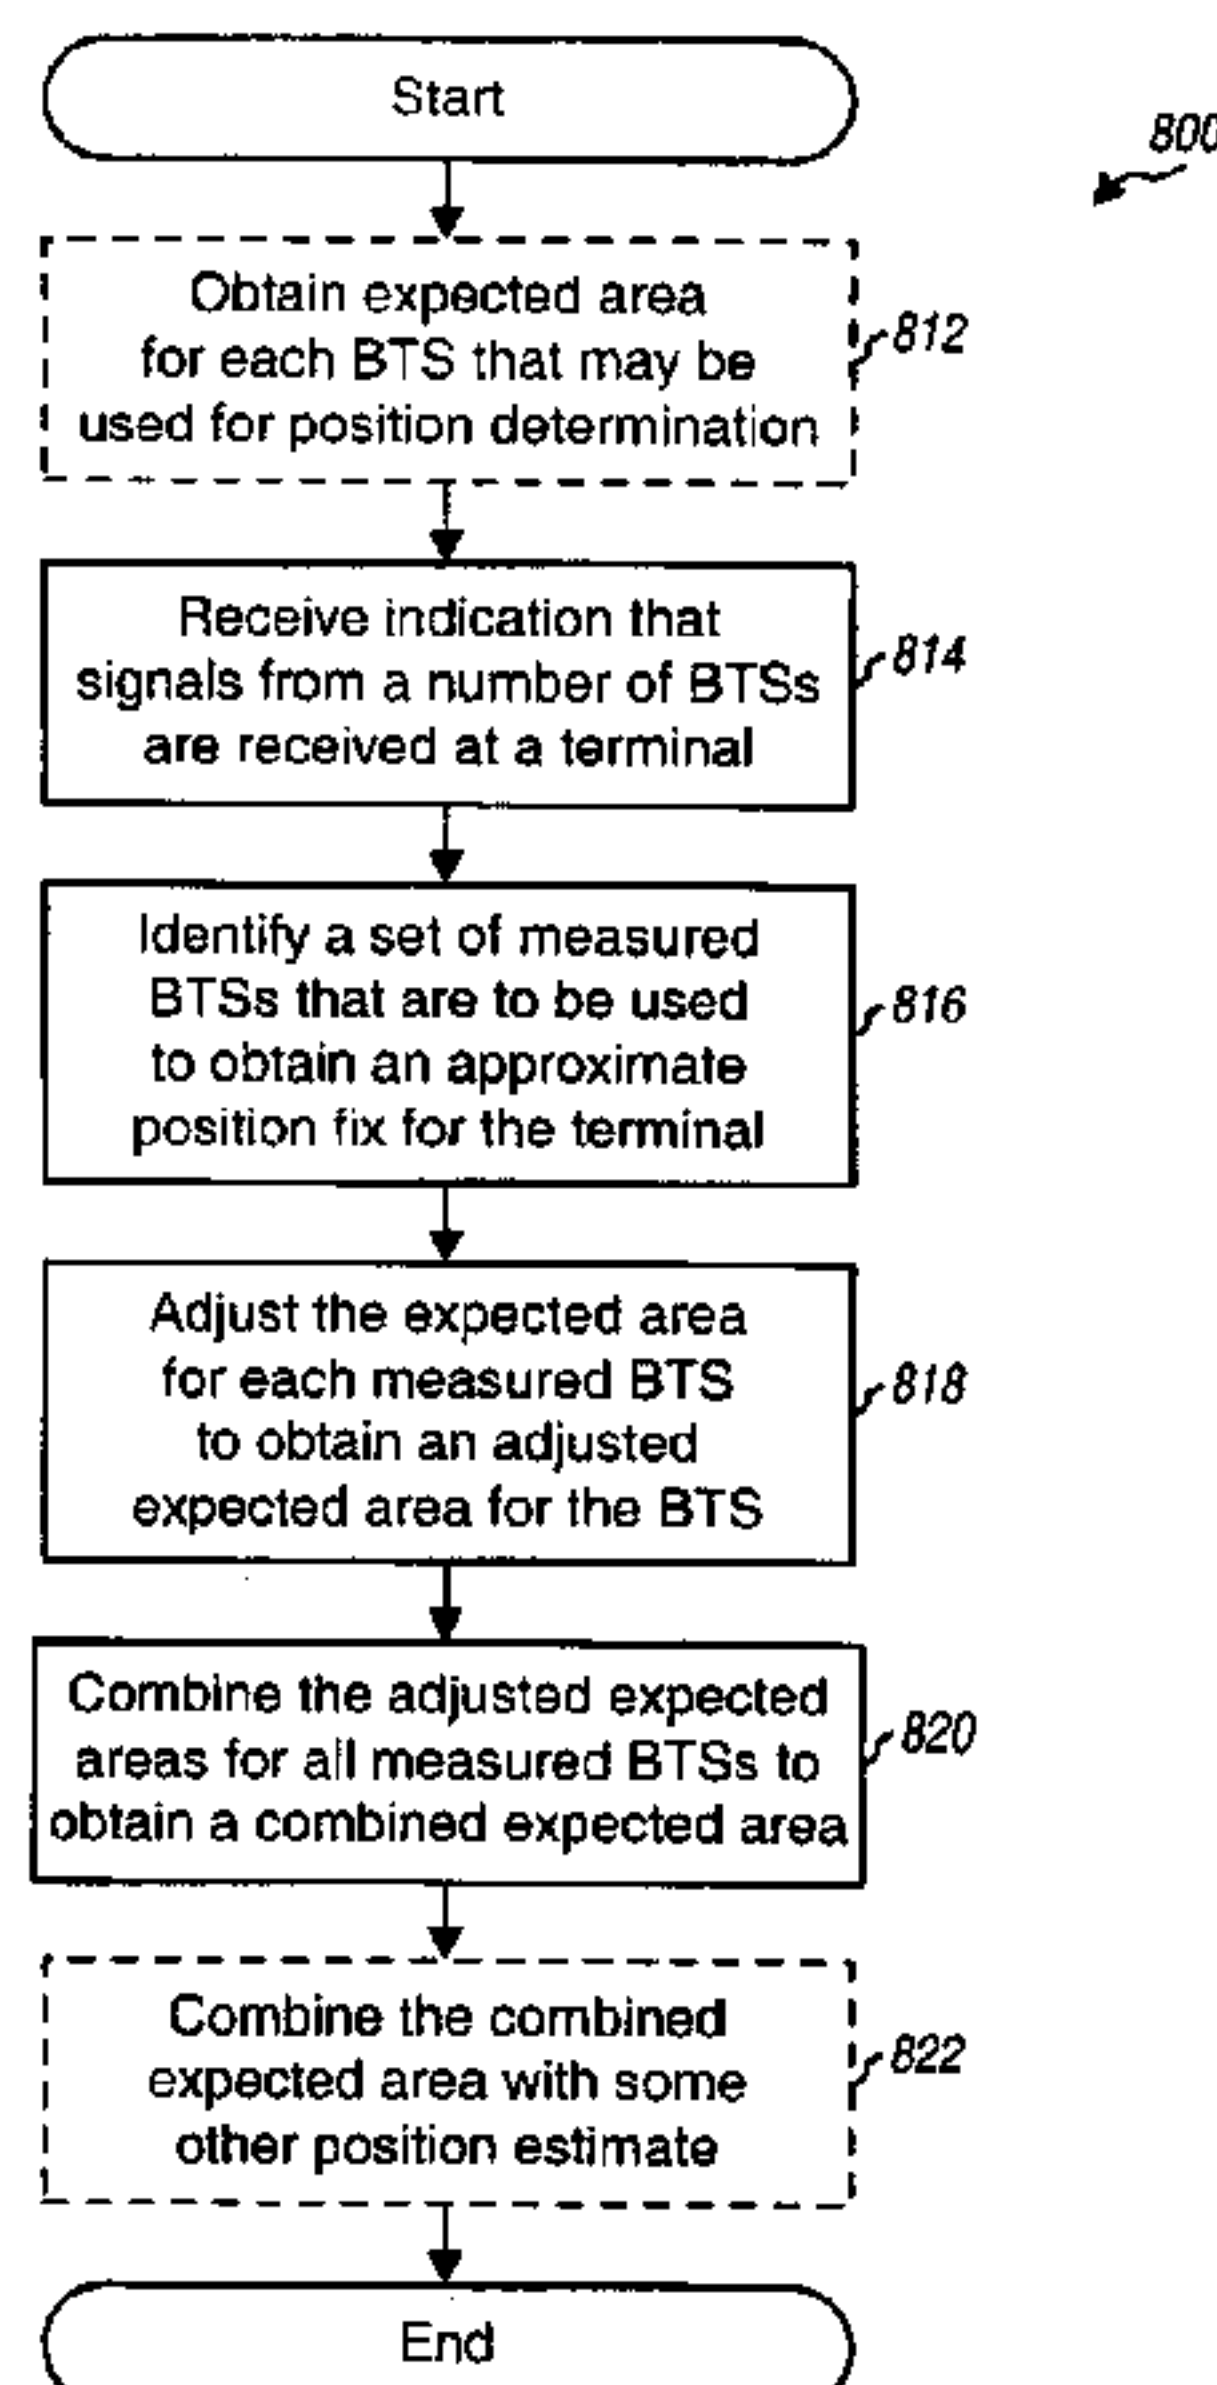 Start
800
Obtain expected area
for each BTS that may be
used for position determination
812
Receive indication that
signals from a number of BTSs
are received at a terminal
814
Identify a set of measured
BTSs that are to be used
to obtain an approximate
position fix for the terminal
816
Adjust the expected area
for each measured BTS
to obtain an adjusted
expected area for the BTS
818
Combine the adjusted expected
areas for all measured BTSs to
obtain a combined expected area
820
Combine the combined
expected area with some
other position estimate
822
End